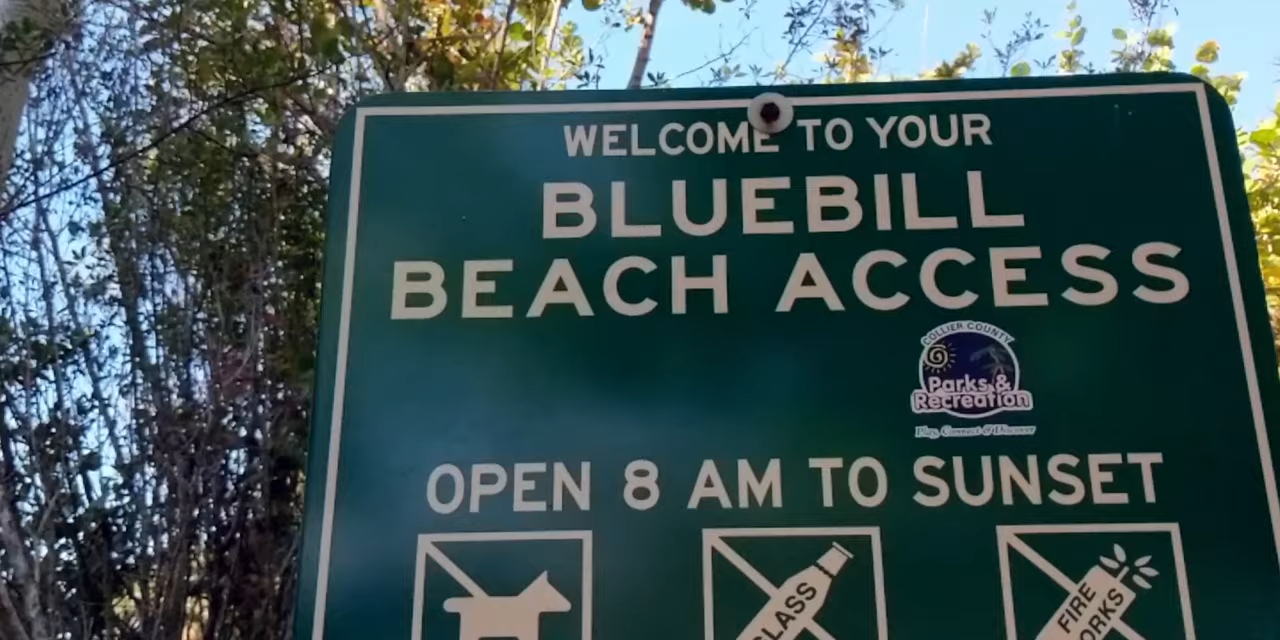 WELCOME TO YOUR
BLUEBILL
BEACH ACCESS
COLLIER COUNTY
Parks &
Recreation
Play, Connect & Discover
OPEN 8 AM TO SUNSET
GLASS
FIRE
WORKS